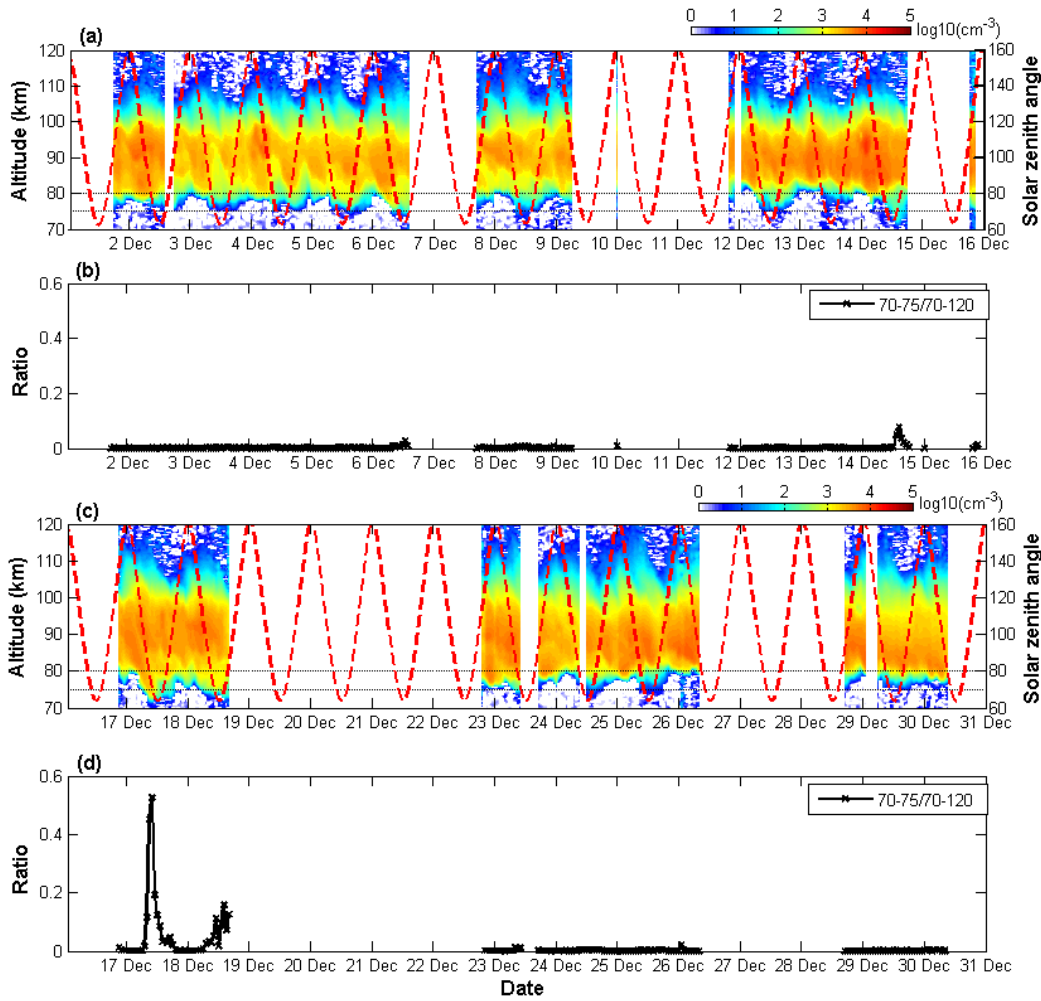 0 1 2 3 4 5
log10(cm-3)
(a)
120 110 100 90 80 70
Altitude (km)
160 140 120 100 80 60
Solar zenith angle
2 Dec 3 Dec 4 Dec 5 Dec 6 Dec 7 Dec 8 Dec 9 Dec 10 Dec 11 Dec 12 Dec 13 Dec 14 Dec 15 Dec 16 Dec
(b)
0.6 0.4 0.2 0
Ratio
70-75/70-120
2 Dec 3 Dec 4 Dec 5 Dec 6 Dec 7 Dec 8 Dec 9 Dec 10 Dec 11 Dec 12 Dec 13 Dec 14 Dec 15 Dec 16 Dec
0 1 2 3 4 5
log10(cm-3)
(c)
120 110 100 90 80 70
Altitude (km)
160 140 120 100 80 60
Solar zenith angle
17 Dec 18 Dec 19 Dec 20 Dec 21 Dec 22 Dec 23 Dec 24 Dec 25 Dec 26 Dec 27 Dec 28 Dec 29 Dec 30 Dec 31 Dec
(d)
0.6 0.4 0.2 0
Ratio
70-75/70-120
17 Dec 18 Dec 19 Dec 20 Dec 21 Dec 22 Dec 23 Dec 24 Dec 25 Dec 26 Dec 27 Dec 28 Dec 29 Dec 30 Dec 31 Dec
Date